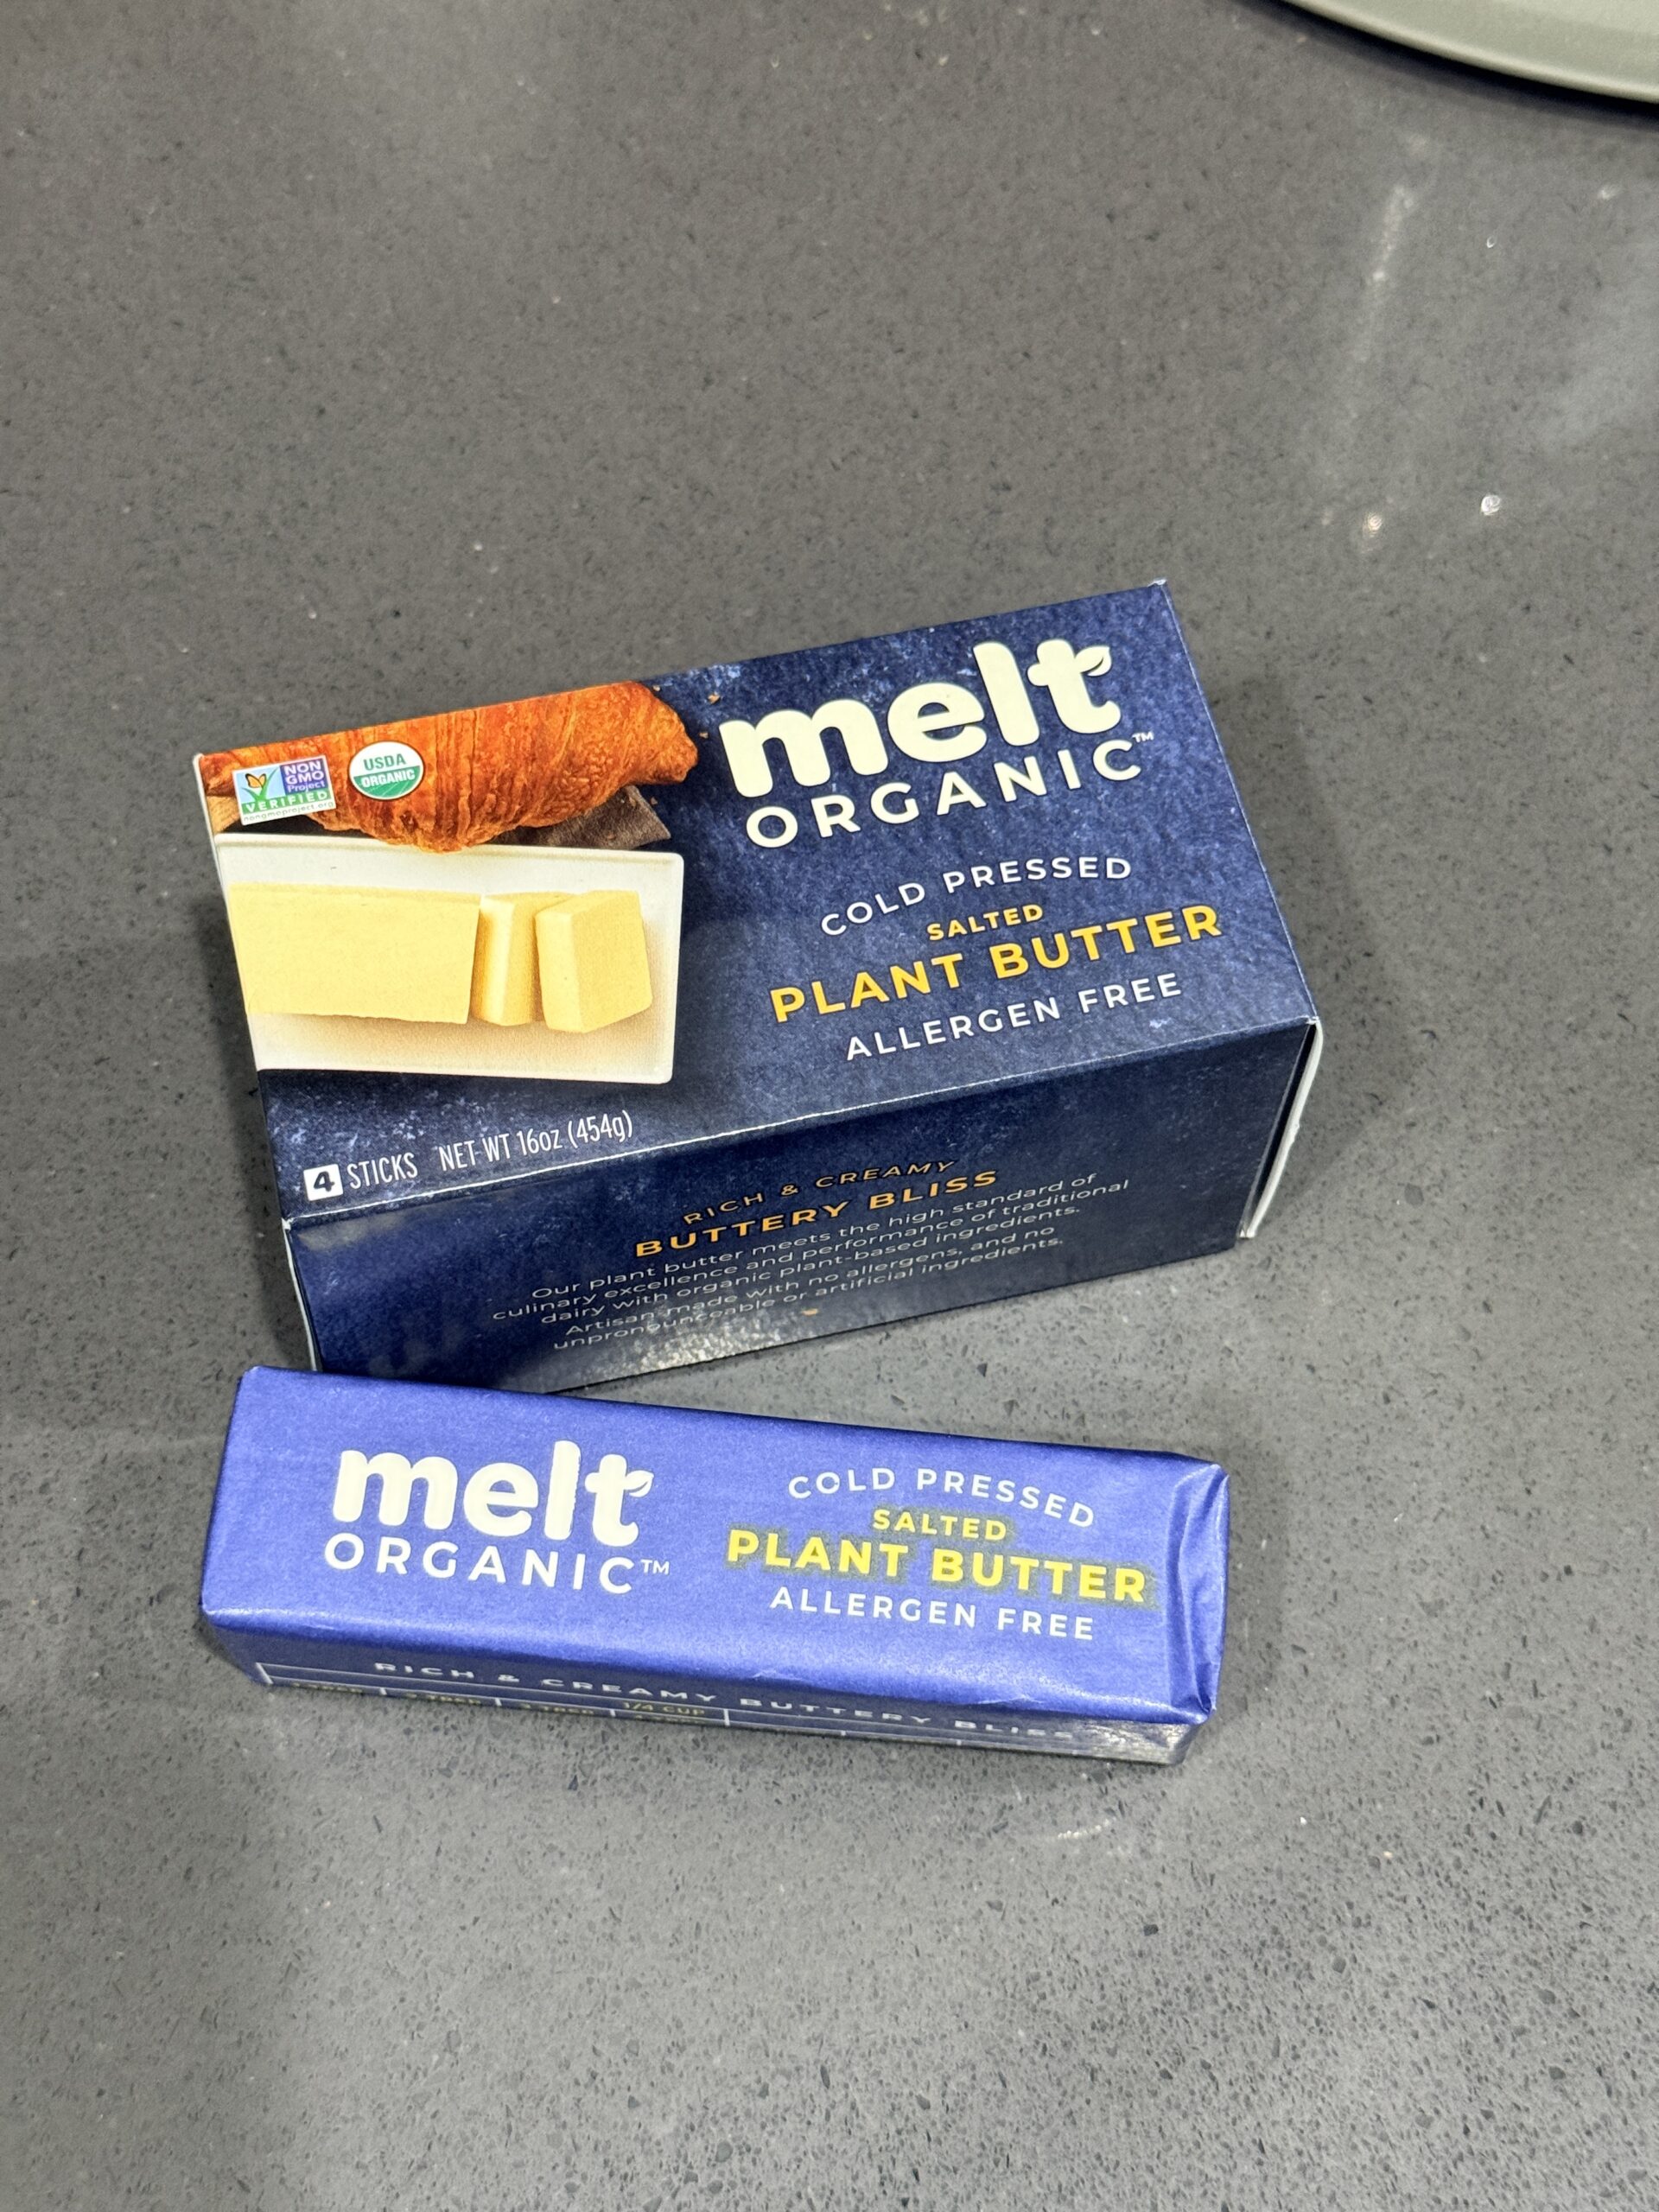 NON
GMO
Project
VERIFIED
nongmoproject.org
USDA
ORGANIC
melt
ORGANIC™
COLD PRESSED
SALTED
PLANT BUTTER
ALLERGEN FREE
4 STICKS NET WT 16oz (454g)
RICH & CREAMY
BUTTERY BLISS
Our plant butter meets the high standard of
culinary excellence and performance of traditional
dairy with organic plant-based ingredients.
Artisan-made with no allergens, and no
unpronounceable or artificial ingredients.
melt
ORGANIC™
COLD PRESSED
SALTED
PLANT BUTTER
ALLERGEN FREE
RICH & CREAMY BUTTERY BLISS
1/4 CUP